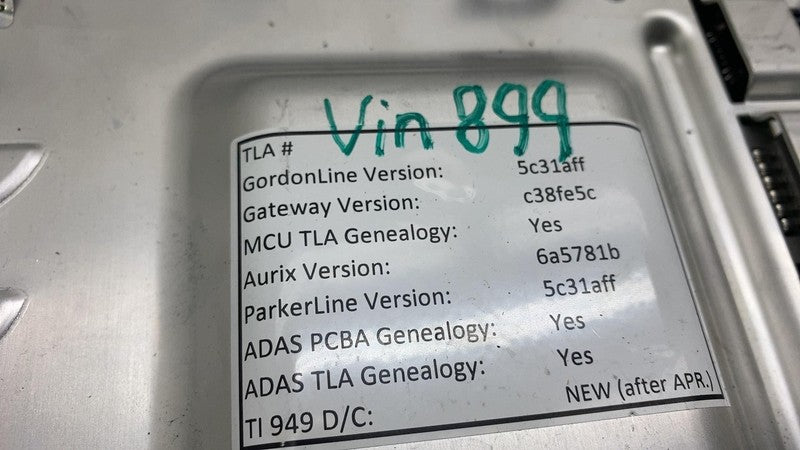 Vin 899
TLA #
GordonLine Version: 5c31aff
Gateway Version: c38fe5c
MCU TLA Genealogy: Yes
Aurix Version: 6a5781b
ParkerLine Version: 5c31aff
ADAS PCBA Genealogy: Yes
ADAS TLA Genealogy: Yes
TI 949 D/C: NEW (after APR.)